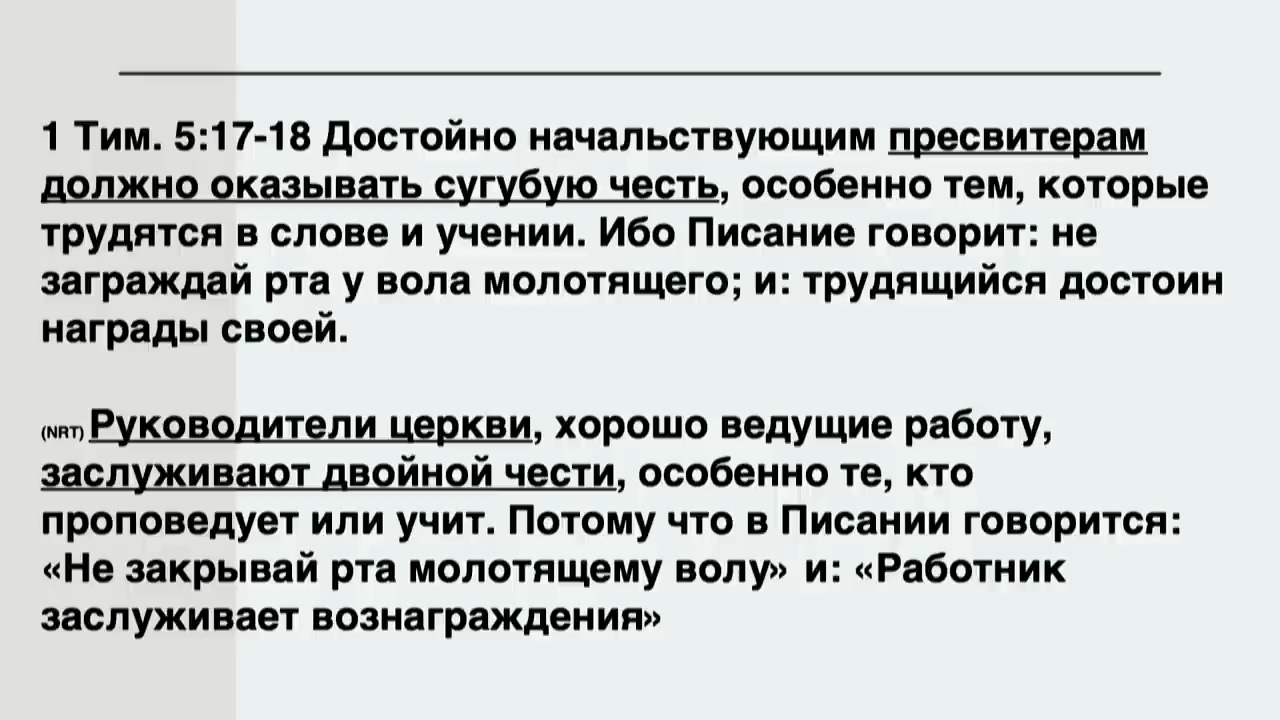 1 Тим. 5:17-18 Достойно начальствующим пресвитерам
должно оказывать сугубую честь, особенно тем, которые
трудятся в слове и учении. Ибо Писание говорит: не
заграждай рта у вола молотящего; и: трудящийся достоин
награды своей.
(NRT) Руководители церкви, хорошо ведущие работу,
заслуживают двойной чести, особенно те, кто
проповедует или учит. Потому что в Писании говорится:
«Не закрывай рта молотящему волу» и: «Работник
заслуживает вознаграждения»